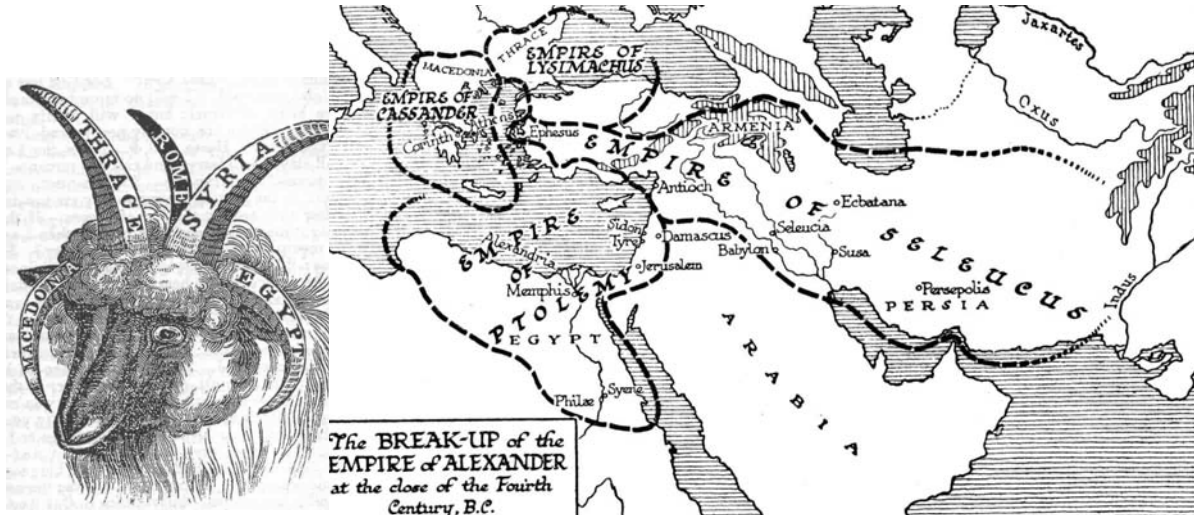 MACEDONIA
THRACE
ROME
SYRIA
EGYPT
THRACE
EMPIRE OF
LYSIMACHUS
MACEDONIA
EMPIRE OF
CASSANDER
Corinth
Athens
Ephesus
ARMENIA
Jaxartes
Oxus
EMPIRE
OF
SELEUCUS
Antioch
Ecbatana
Seleucia
Sidon
Tyre
Damascus
Babylon
Susa
Jerusalem
Alexandria
EMPIRE
OF
PTOLEMY
Memphis
EGYPT
Persepolis
PERSIA
Indus
ARABIA
Philæ
Syene
The BREAK-UP of the
EMPIRE of ALEXANDER
at the close of the Fourth
Century, B.C.